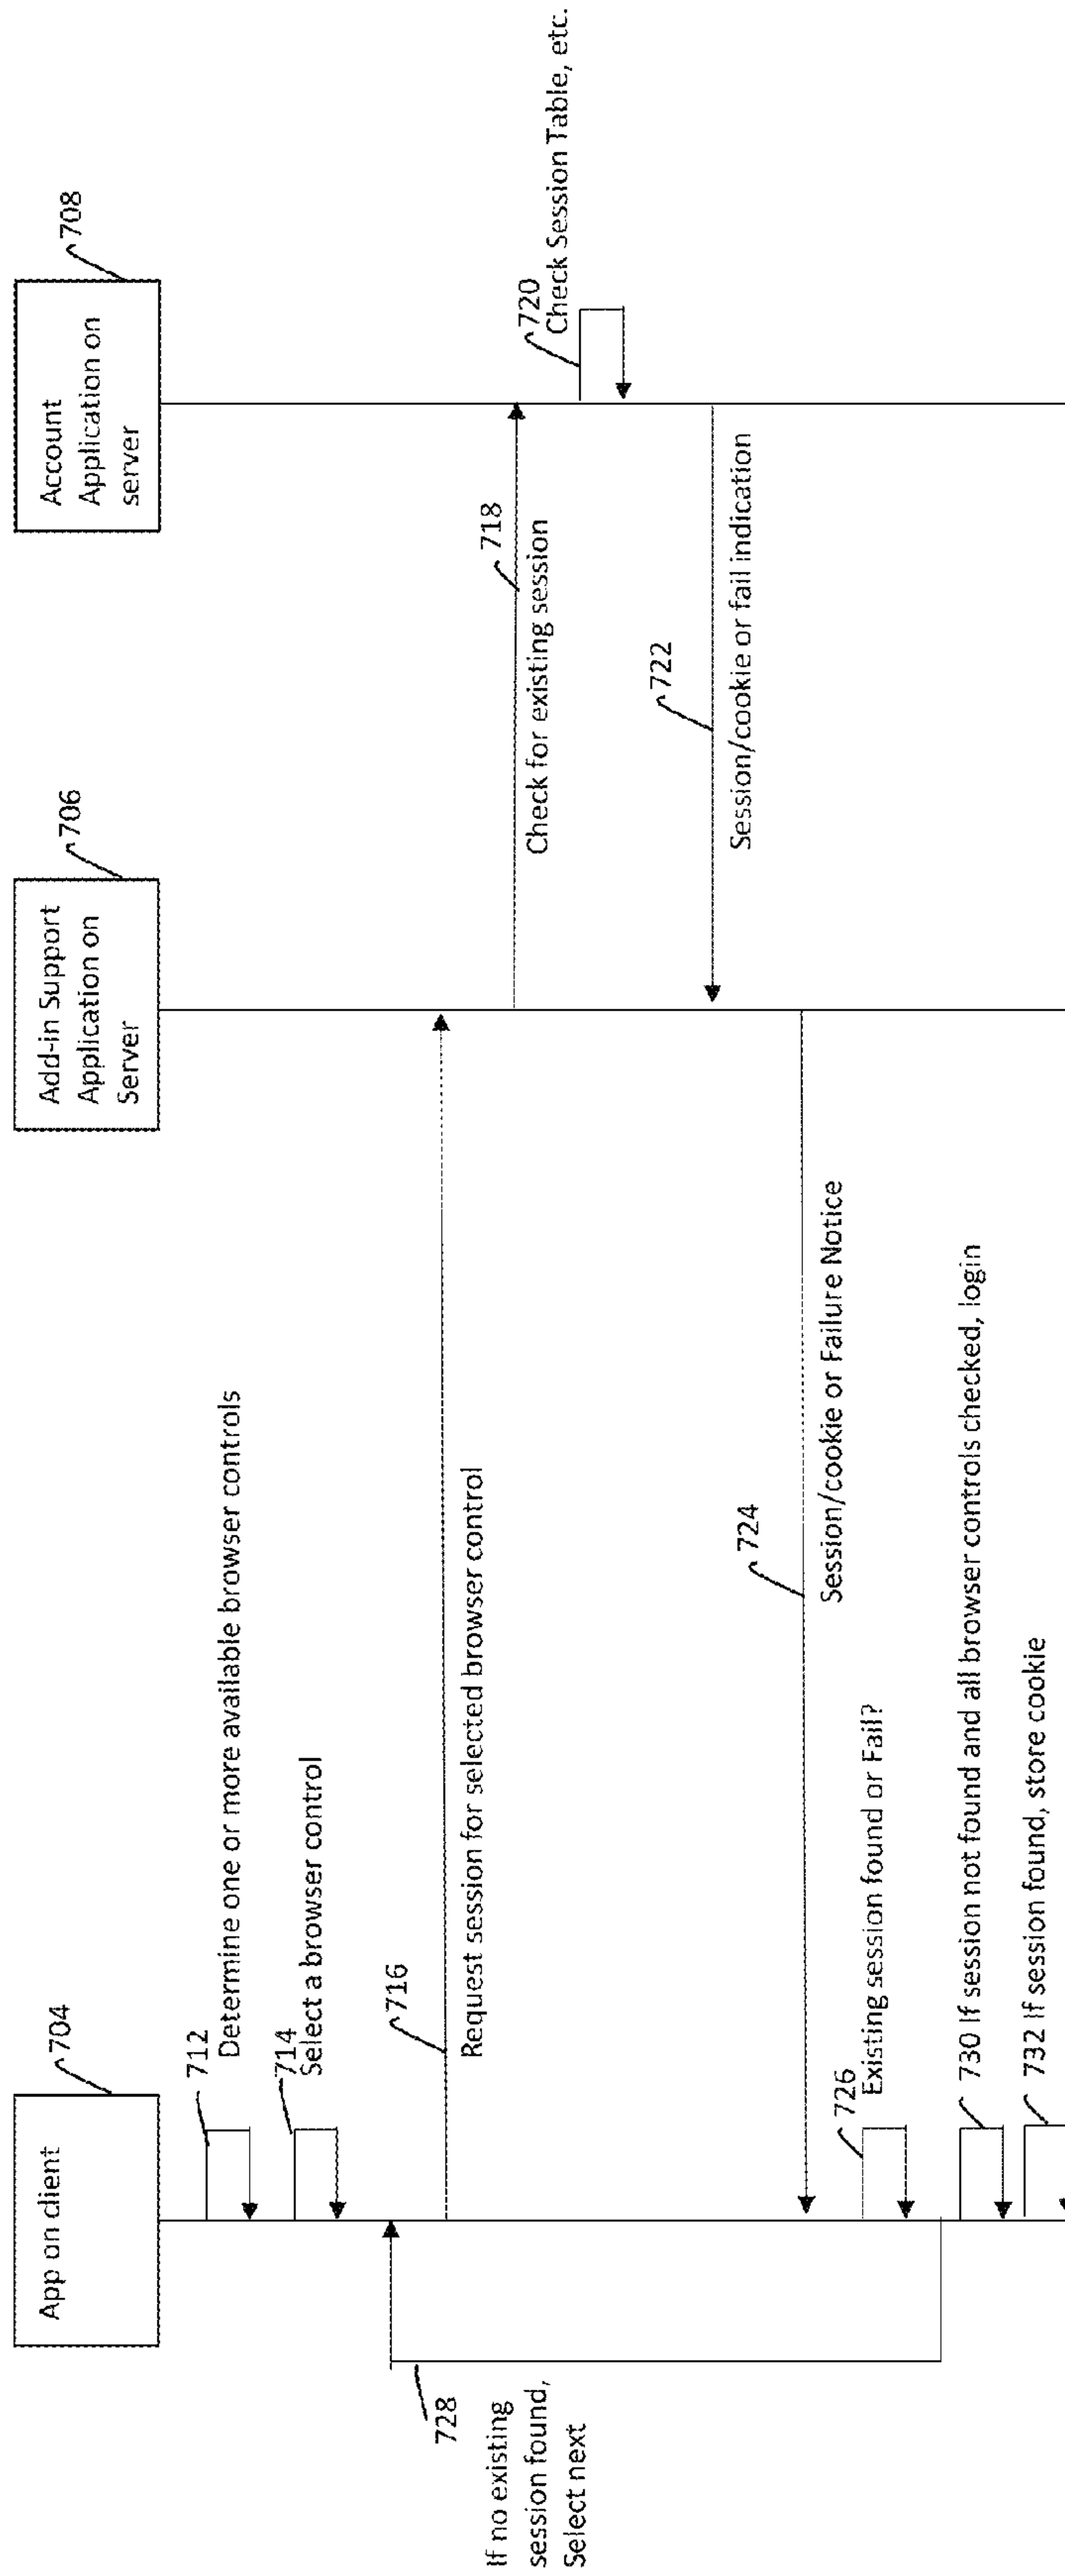 App on client
704
Add-in Support
Application on
Server
706
Account
Application on
server
708
712
Determine one or more available browser controls
714
Select a browser control
716
Request session for selected browser control
718
Check for existing session
720
Check Session Table, etc.
722
Session/cookie or fail indication
724
Session/cookie or Failure Notice
726
Existing session found or Fail?
728
If no existing
session found,
Select next
730 If session not found and all browser controls checked, login
732 If session found, store cookie